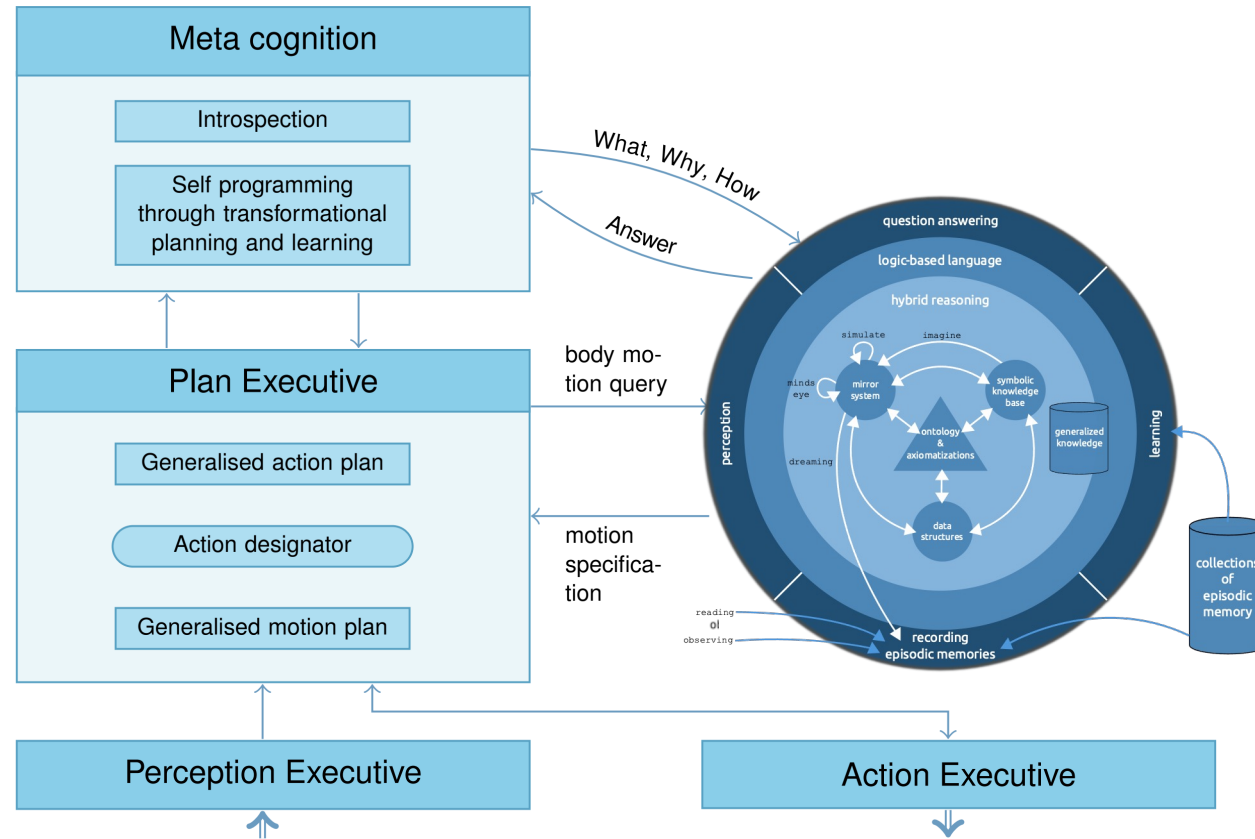 Meta cognition
Introspection
Self programming
through transformational
planning and learning
What, Why, How
Answer
Plan Executive
Generalised action plan
Action designator
Generalised motion plan
body mo-
tion query
motion
specifica-
tion
question answering
logic-based language
hybrid reasoning
simulate
imagine
minds
eye
mirror
system
symbolic
knowledge
base
ontology
&
axiomatizations
generalized
knowledge
perception
learning
dreaming
data
structures
reading
observing
recording
episodic memories
collections
of
episodic
memory
Perception Executive
Action Executive